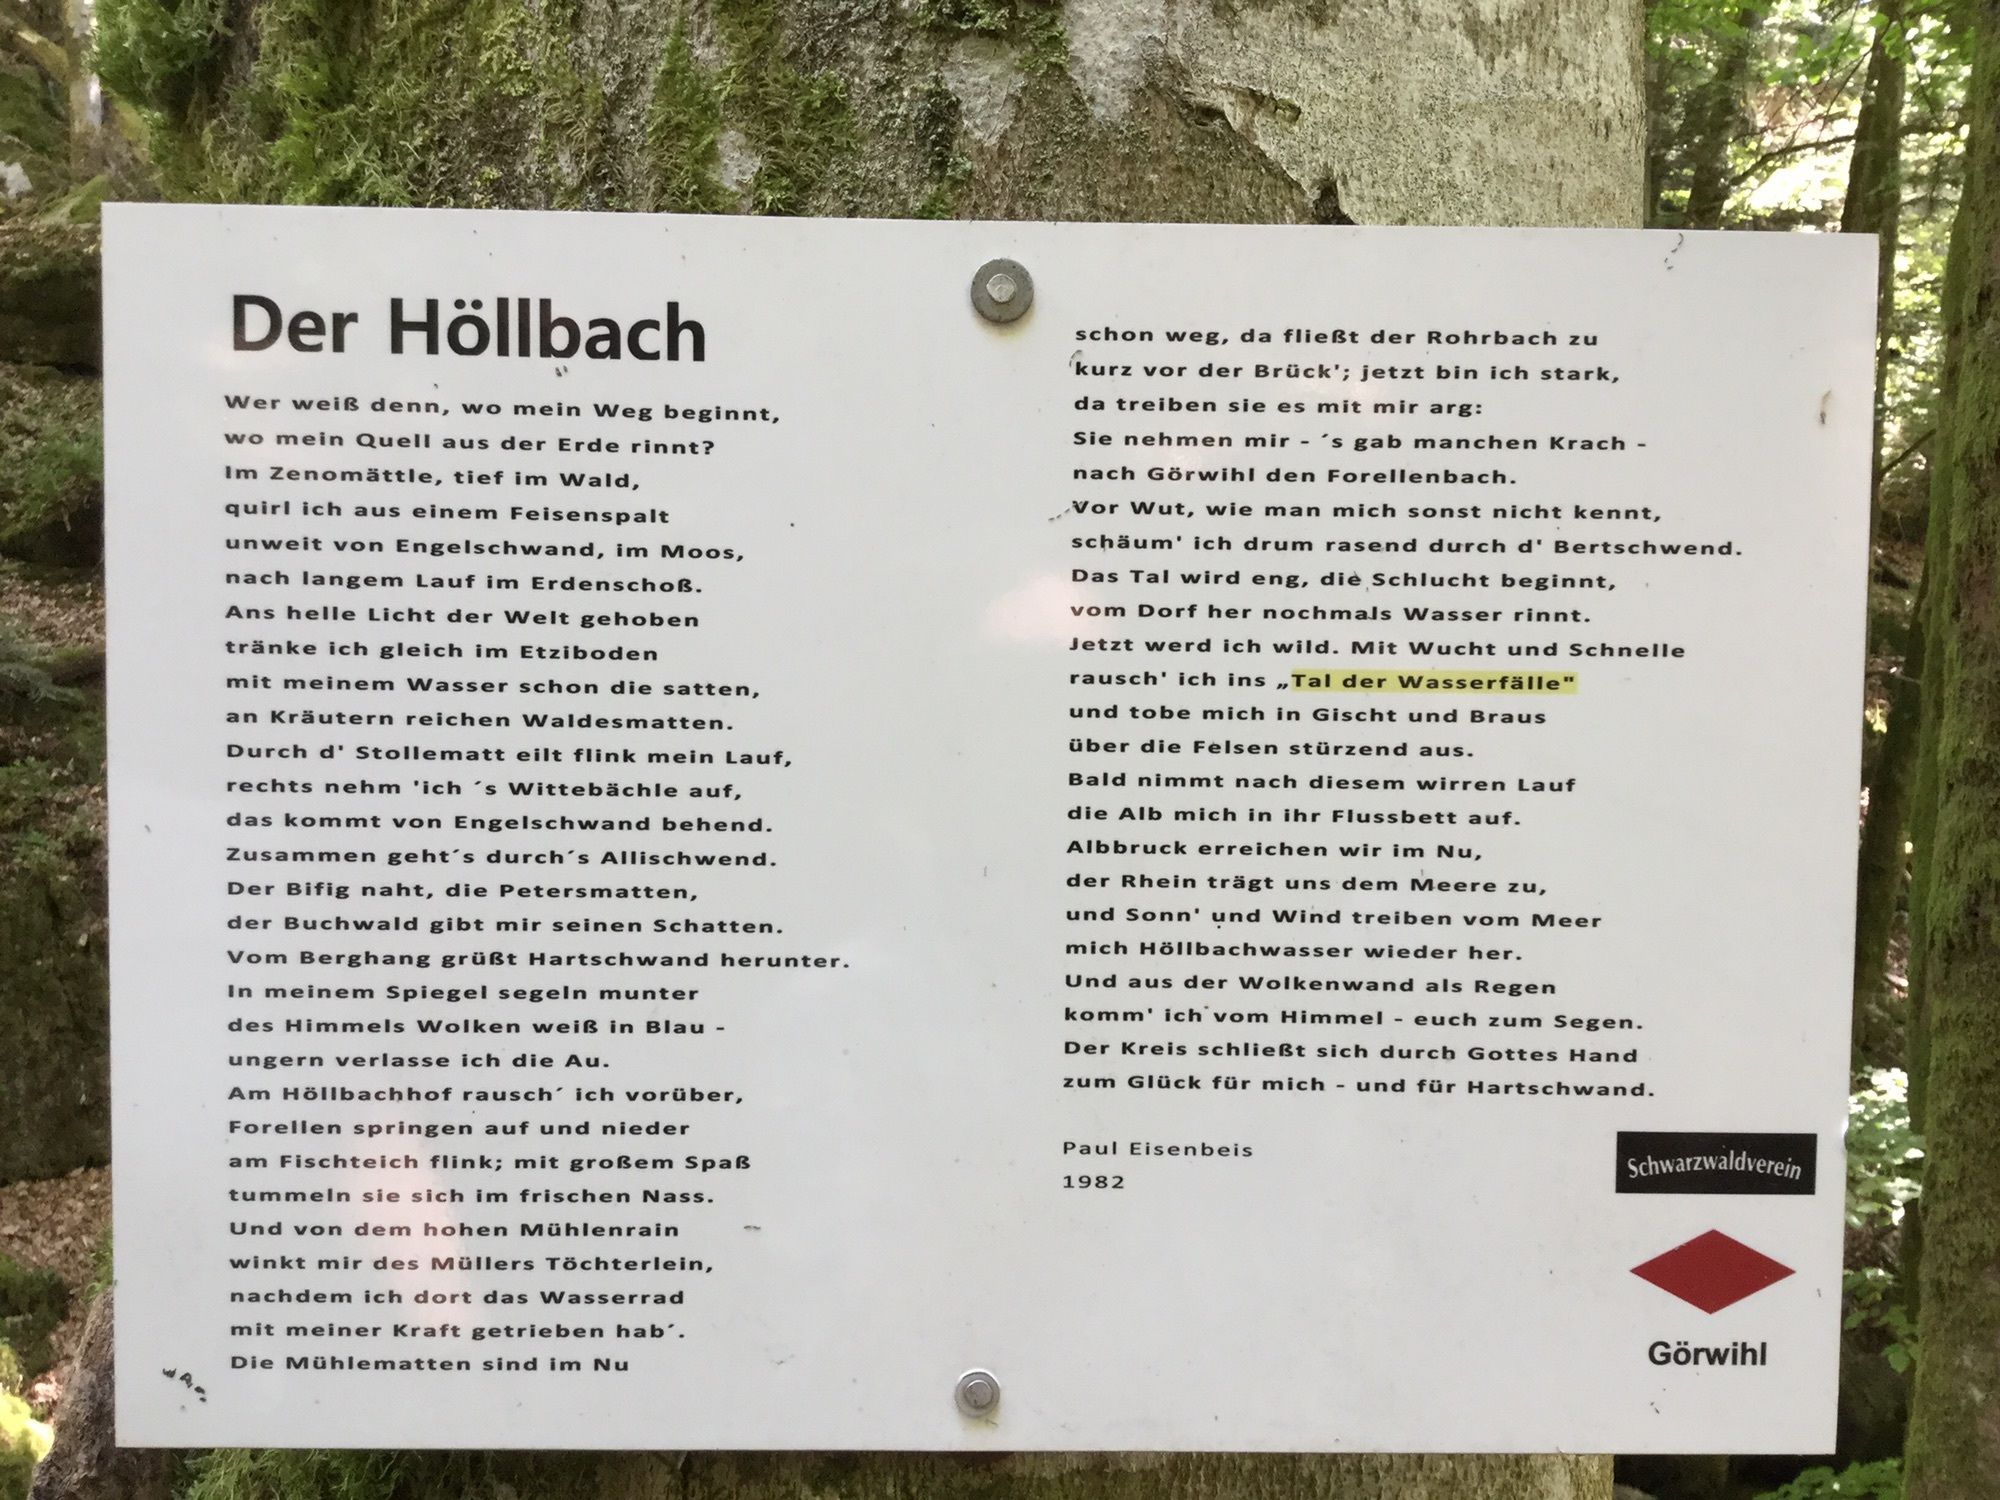 Der Höllbach
Wer weiß denn, wo mein Weg beginnt,
wo mein Quell aus der Erde rinnt?
Im Zenomättle, tief im Wald,
quirl ich aus einem Feisenspalt
unweit von Engelschwand, im Moos,
nach langem Lauf im Erdenschoß.
Ans helle Licht der Welt gehoben
tränke ich gleich im Etziboden
mit meinem Wasser schon die satten,
an Kräutern reichen Waldesmatten.
Durch d' Stollematt eilt flink mein Lauf,
rechts nehm 'ich ´s Wittebächle auf,
das kommt von Engelschwand behend.
Zusammen geht´s durch´s Allischwend.
Der Bifig naht, die Petersmatten,
der Buchwald gibt mir seinen Schatten.
Vom Berghang grüßt Hartschwand herunter.
In meinem Spiegel segeln munter
des Himmels Wolken weiß in Blau -
ungern verlasse ich die Au.
Am Höllbachhof rausch´ ich vorüber,
Forellen springen auf und nieder
am Fischteich flink; mit großem Spaß
tummeln sie sich im frischen Nass.
Und von dem hohen Mühlenrain
winkt mir des Müllers Töchterlein,
nachdem ich dort das Wasserrad
mit meiner Kraft getrieben hab´.
Die Mühlematten sind im Nu
schon weg, da fließt der Rohrbach zu
kurz vor der Brück'; jetzt bin ich stark,
da treiben sie es mit mir arg:
Sie nehmen mir - ´s gab manchen Krach -
nach Görwihl den Forellenbach.
Vor Wut, wie man mich sonst nicht kennt,
schäum' ich drum rasend durch d' Bertschwend.
Das Tal wird eng, die Schlucht beginnt,
vom Dorf her nochmals Wasser rinnt.
Jetzt werd ich wild. Mit Wucht und Schnelle
rausch' ich ins „Tal der Wasserfälle"
und tobe mich in Gischt und Braus
über die Felsen stürzend aus.
Bald nimmt nach diesem wirren Lauf
die Alb mich in ihr Flussbett auf.
Albbruck erreichen wir im Nu,
der Rhein trägt uns dem Meere zu,
und Sonn' und Wind treiben vom Meer
mich Höllbachwasser wieder her.
Und aus der Wolkenwand als Regen
komm' ich vom Himmel - euch zum Segen.
Der Kreis schließt sich durch Gottes Hand
zum Glück für mich - und für Hartschwand.
Paul Eisenbeis
1982
Schwarzwaldverein
Görwihl